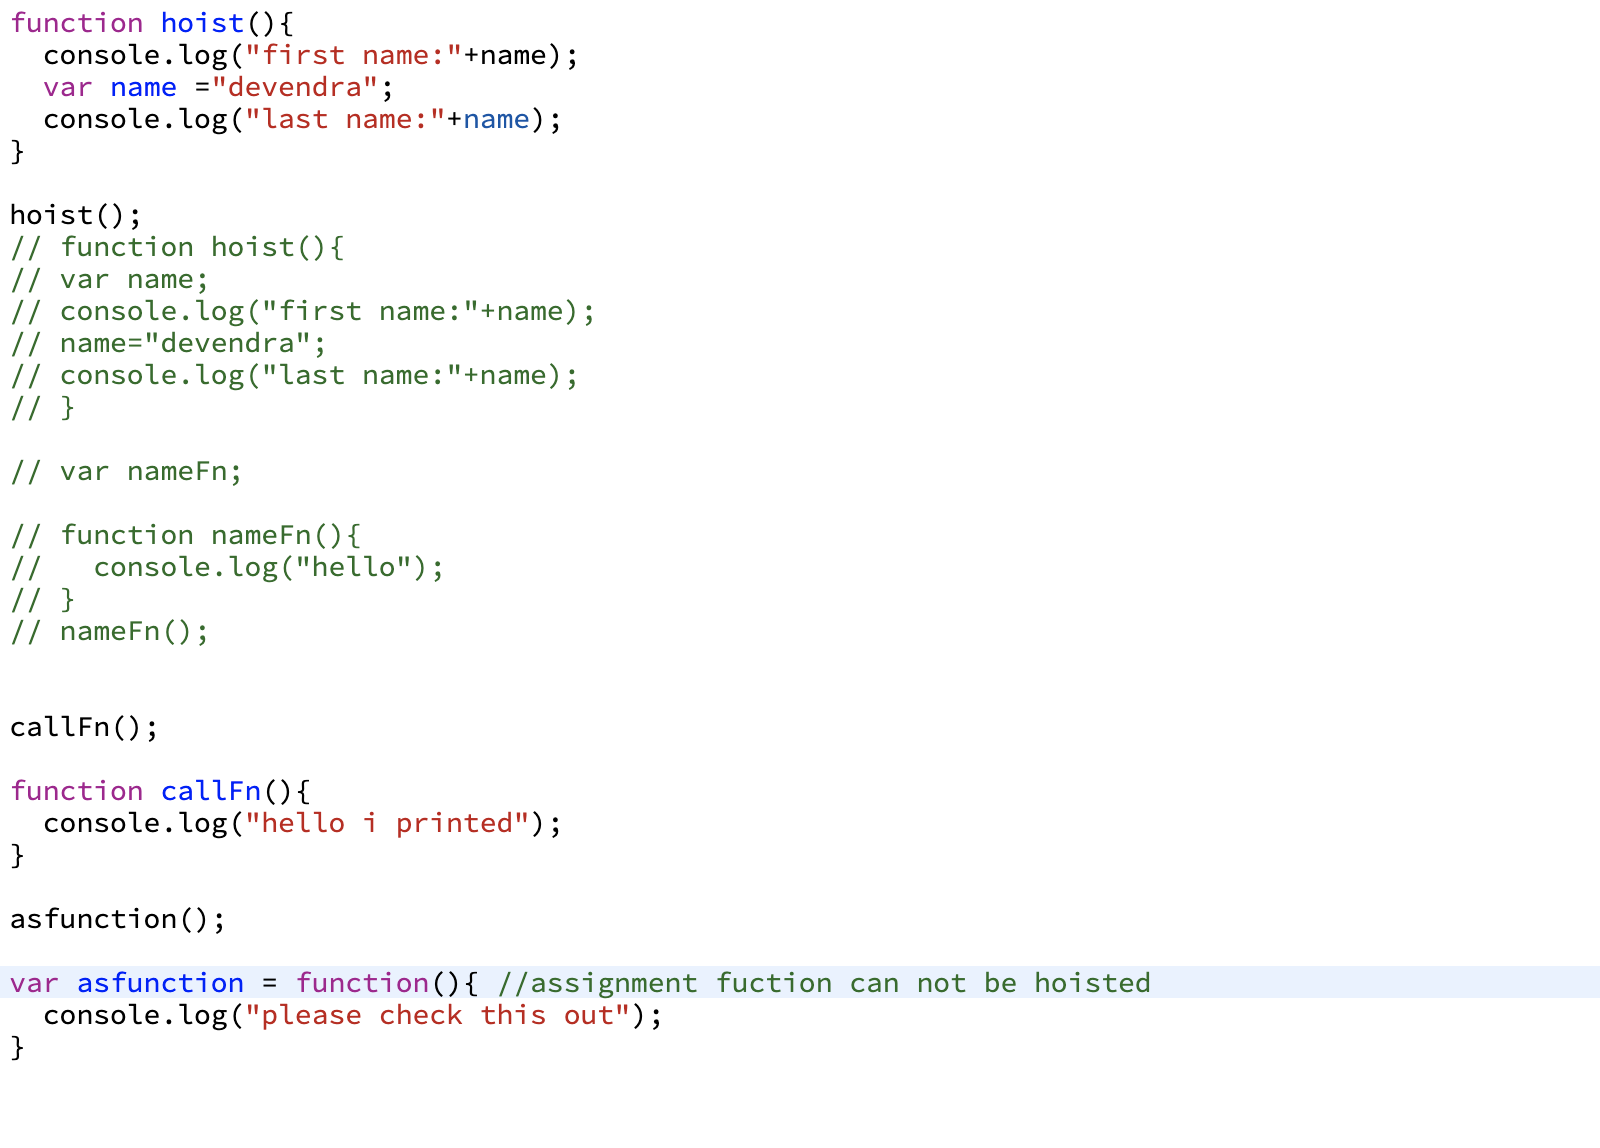 function hoist(){
  console.log("first name:"+name);
  var name ="devendra";
  console.log("last name:"+name);
}
hoist();
// function hoist(){
// var name;
// console.log("first name:"+name);
// name="devendra";
// console.log("last name:"+name);
// }
// var nameFn;
// function nameFn(){
//   console.log("hello");
// }
// nameFn();
callFn();
function callFn(){
  console.log("hello i printed");
}
asfunction();
var asfunction = function(){ //assignment fuction can not be hoisted
  console.log("please check this out");
}